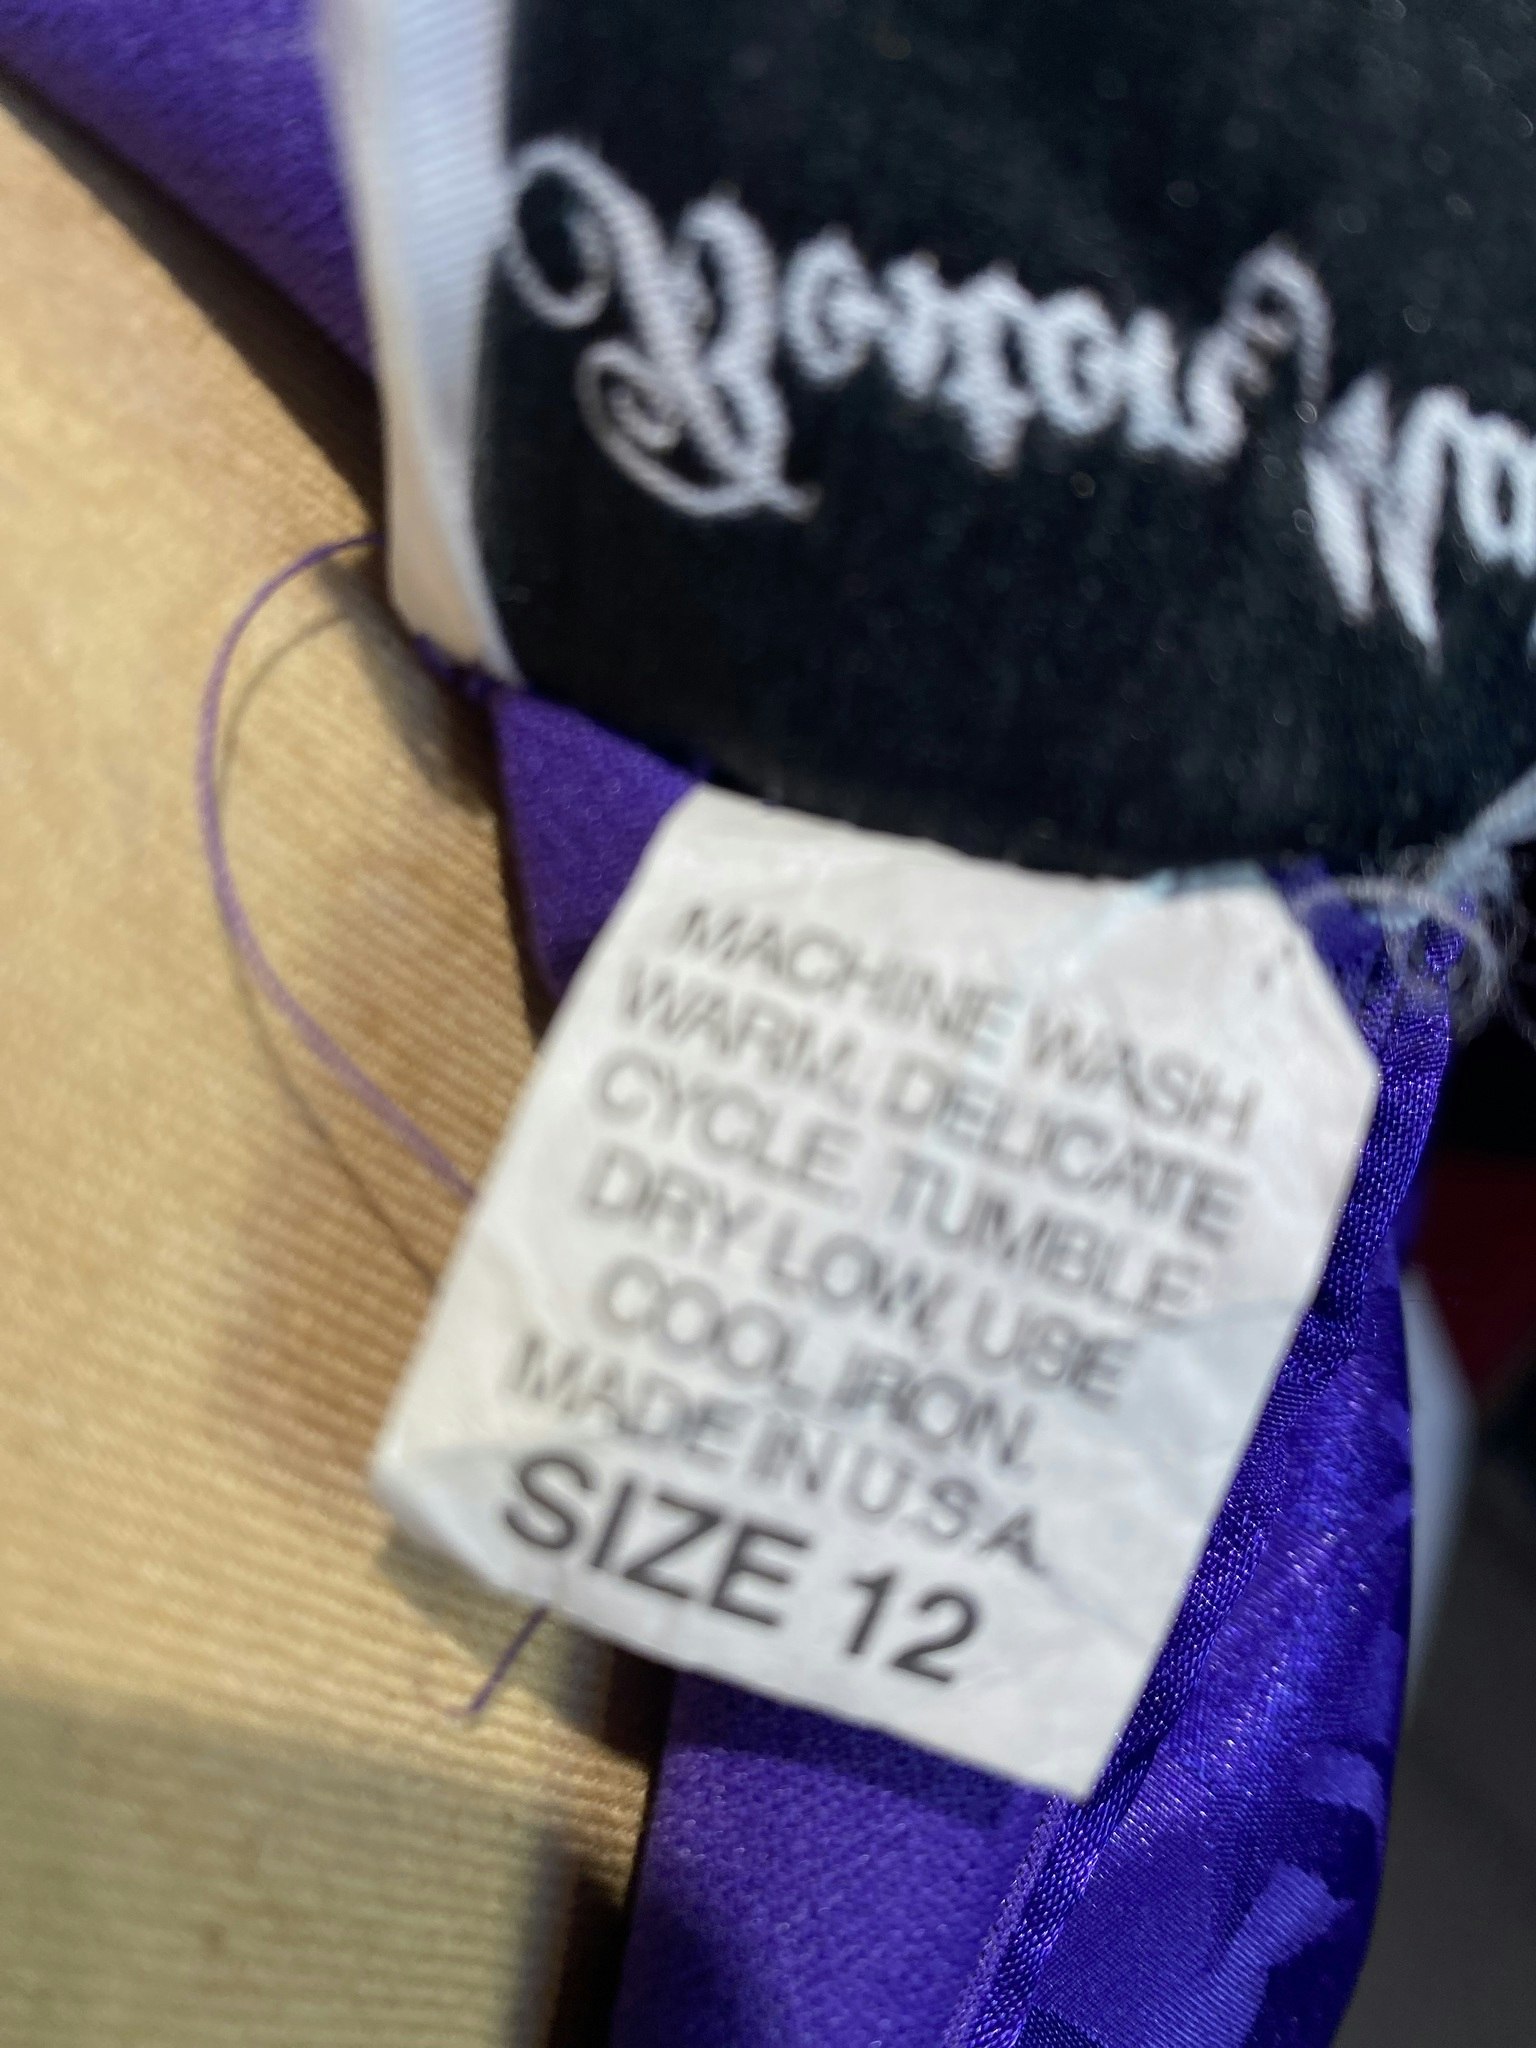 MACHINE WASH
WARM, DELICATE
CYCLE. TUMBLE
DRY LOW, USE
COOL IRON.
MADE IN U.S.A.
SIZE 12